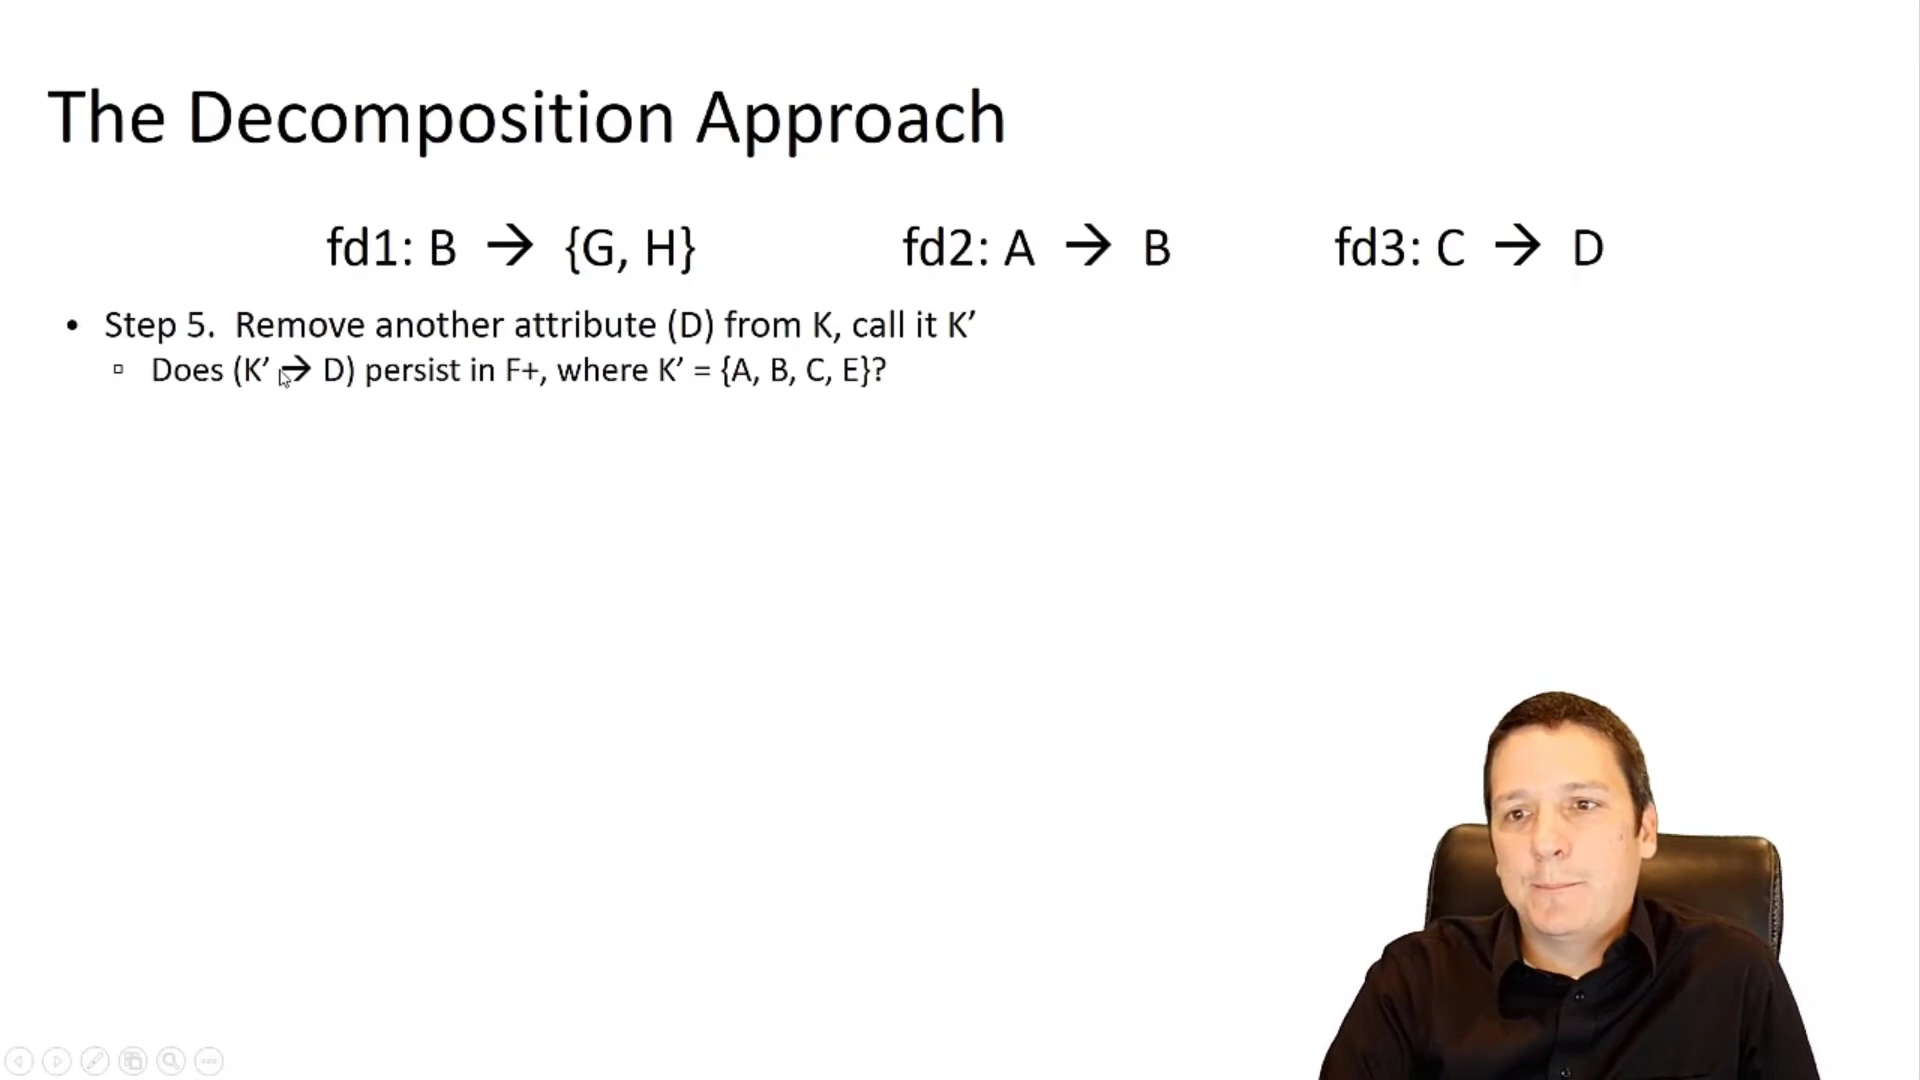 The Decomposition Approach
fd1: B → {G, H} fd2: A → B fd3: C → D
• Step 5. Remove another attribute (D) from K, call it K’
▫ Does (K’ → D) persist in F+, where K’ = {A, B, C, E}?